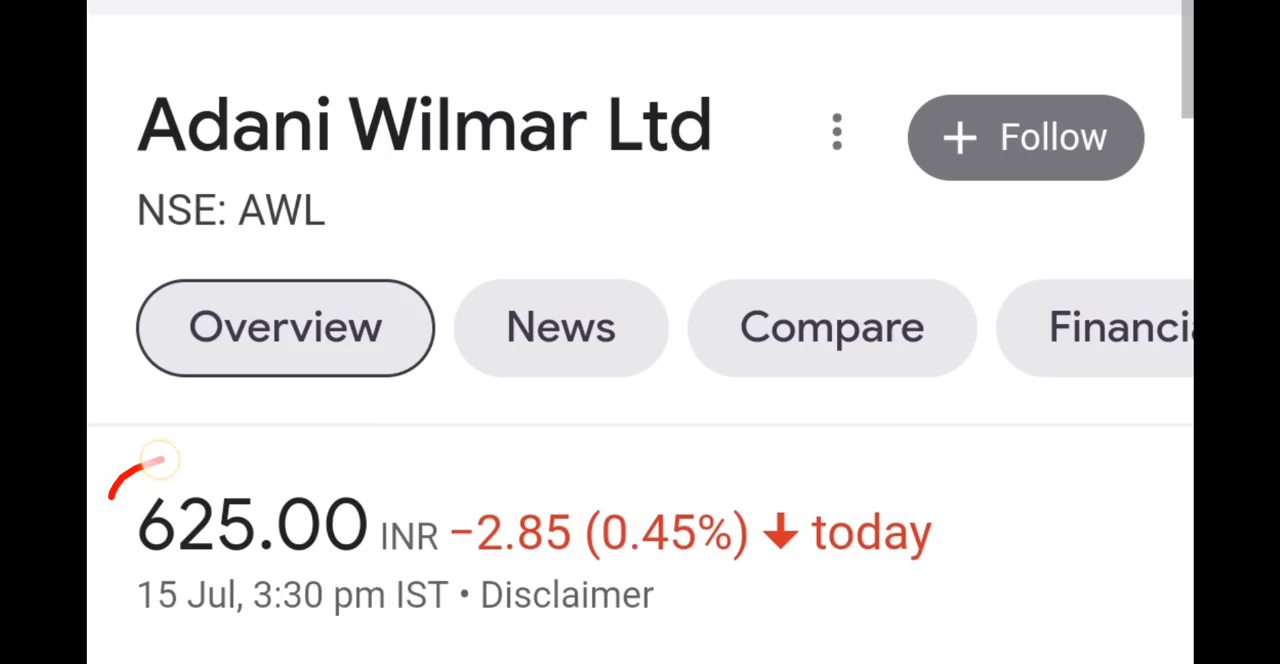 Adani Wilmar Ltd
+ Follow
NSE: AWL
Overview
News
Compare
Financi
625.00 INR −2.85 (0.45%) ↓ today
15 Jul, 3:30 pm IST • Disclaimer